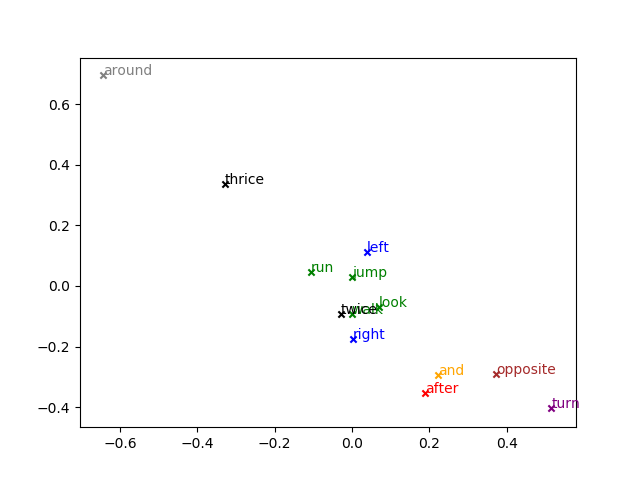 around
thrice
left
run
jump
look
twice
right
and
opposite
after
turn
0.6
0.4
0.2
0.0
−0.2
−0.4
−0.6
−0.4
−0.2
0.0
0.2
0.4